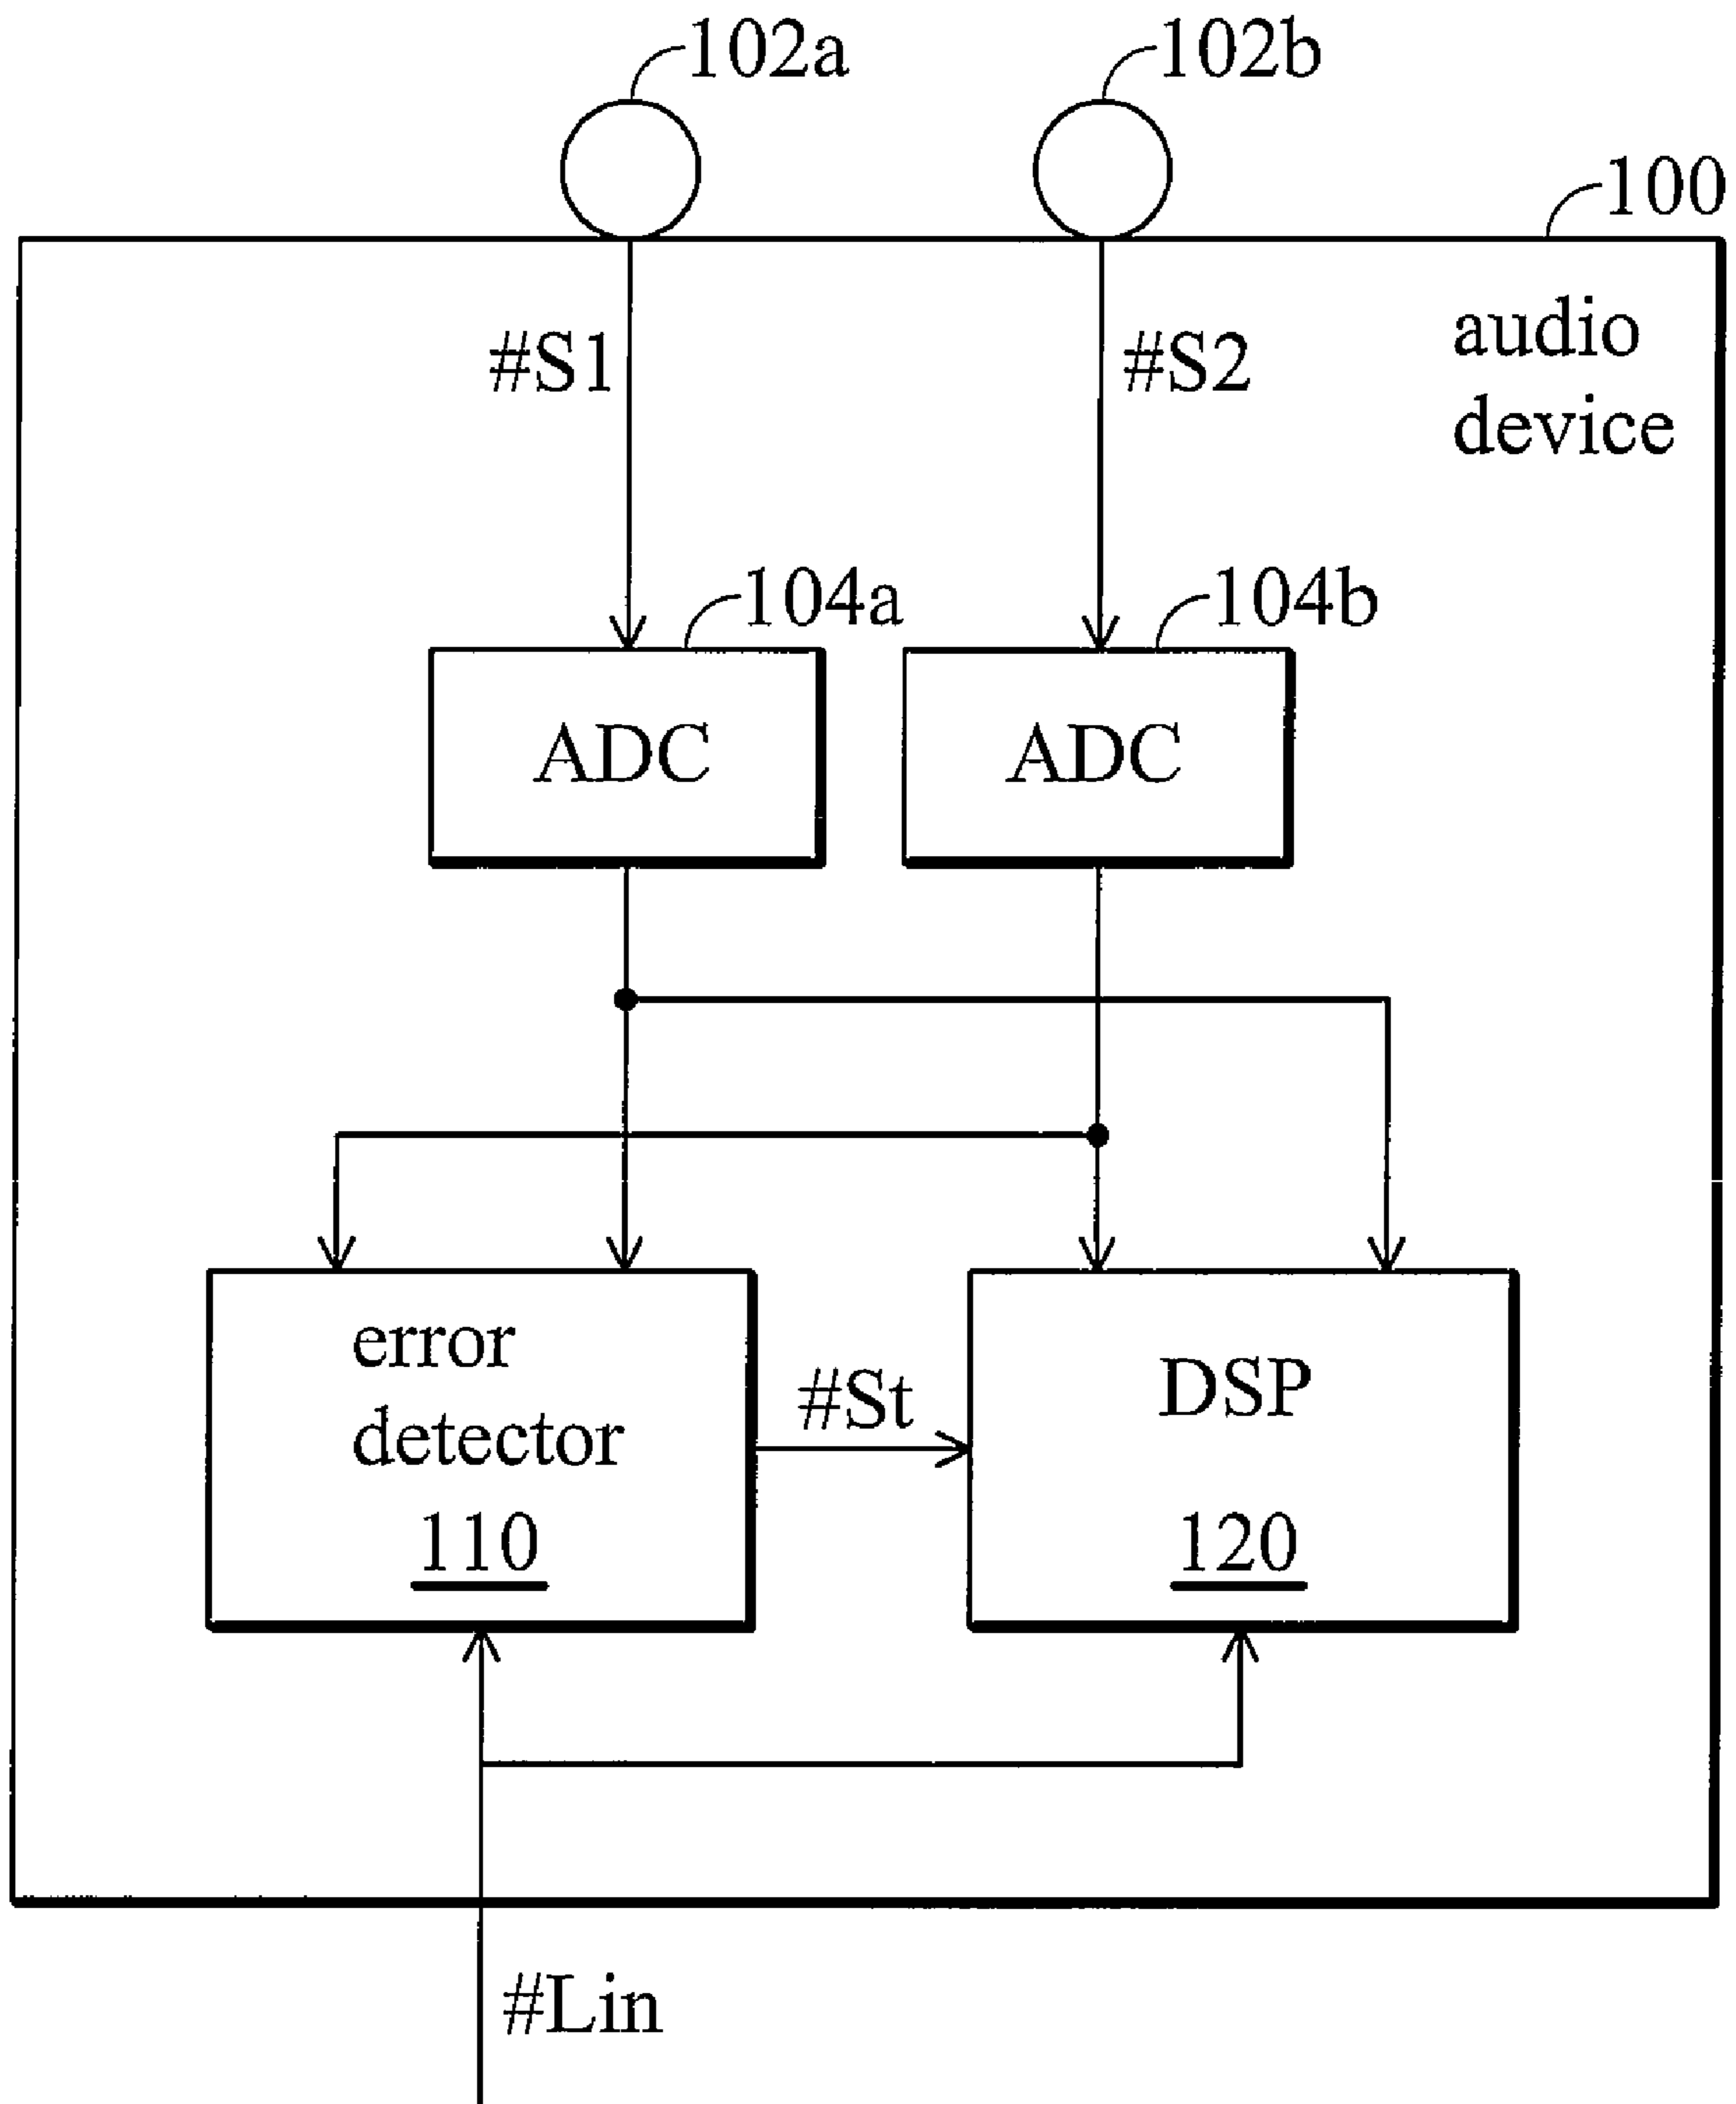 102a
102b
100
audio
device
#S1
#S2
104a
104b
ADC
ADC
error
detector
110
#St
DSP
120
#Lin